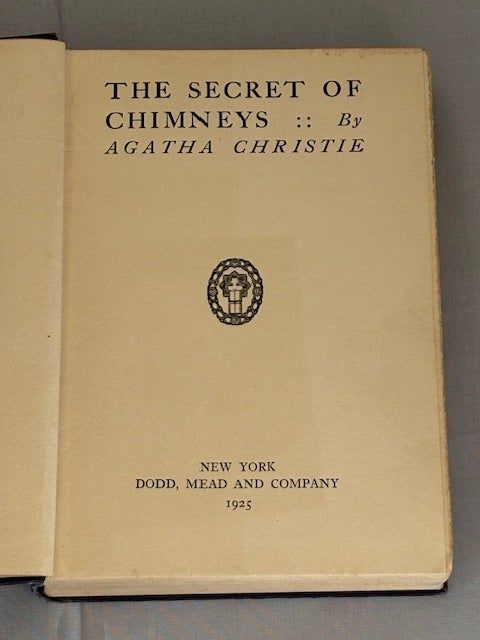 THE SECRET OF
CHIMNEYS :: By
AGATHA CHRISTIE
NEW YORK
DODD, MEAD AND COMPANY
1925